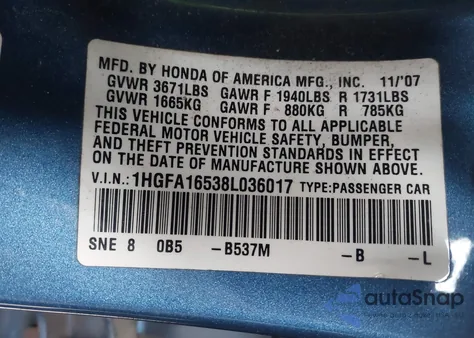 MFD. BY HONDA OF AMERICA MFG., INC. 11/'07
GVWR 3671LBS GAWR F 1940LBS R 1731LBS
GVWR 1665KG GAWR F 880KG R 785KG
THIS VEHICLE CONFORMS TO ALL APPLICABLE
FEDERAL MOTOR VEHICLE SAFETY, BUMPER,
AND THEFT PREVENTION STANDARDS IN EFFECT
ON THE DATE OF MANUFACTURE SHOWN ABOVE.
V.I.N.: 1HGFA16538L036017 TYPE:PASSENGER CAR
SNE 8 0B5 -B537M -B -L
autoSnap